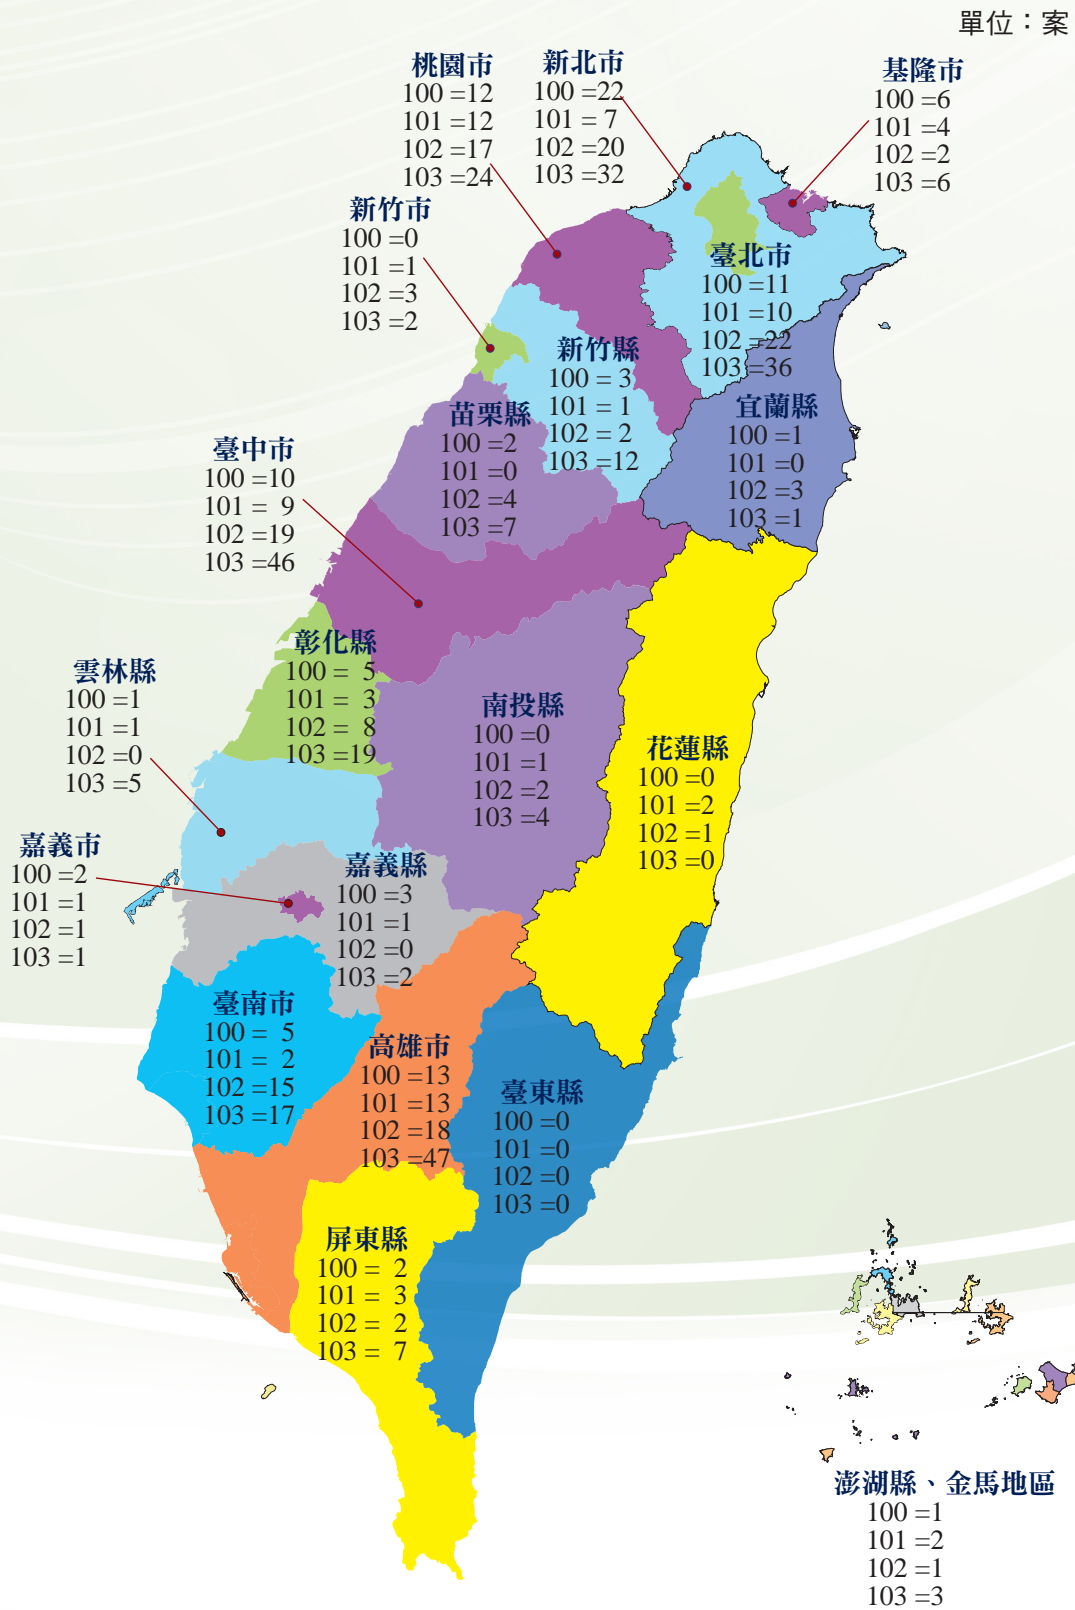 單位：案
桃園市
100 =12
101 =12
102 =17
103 =24
新北市
100 =22
101 = 7
102 =20
103 =32
基隆市
100 =6
101 =4
102 =2
103 =6
新竹市
100 =0
101 =1
102 =3
103 =2
臺北市
100 =11
101 =10
102 =22
103 =36
新竹縣
100 = 3
101 = 1
102 = 2
103 =12
宜蘭縣
100 =1
101 =0
102 =3
103 =1
苗栗縣
100 =2
101 =0
102 =4
103 =7
臺中市
100 =10
101 = 9
102 =19
103 =46
彰化縣
100 = 5
101 = 3
102 = 8
103 =19
雲林縣
100 =1
101 =1
102 =0
103 =5
南投縣
100 =0
101 =1
102 =2
103 =4
花蓮縣
100 =0
101 =2
102 =1
103 =0
嘉義市
100 =2
101 =1
102 =1
103 =1
嘉義縣
100 =3
101 =1
102 =0
103 =2
臺南市
100 = 5
101 = 2
102 =15
103 =17
高雄市
100 =13
101 =13
102 =18
103 =47
臺東縣
100 =0
101 =0
102 =0
103 =0
屏東縣
100 = 2
101 = 3
102 = 2
103 = 7
澎湖縣、金馬地區
100 =1
101 =2
102 =1
103 =3